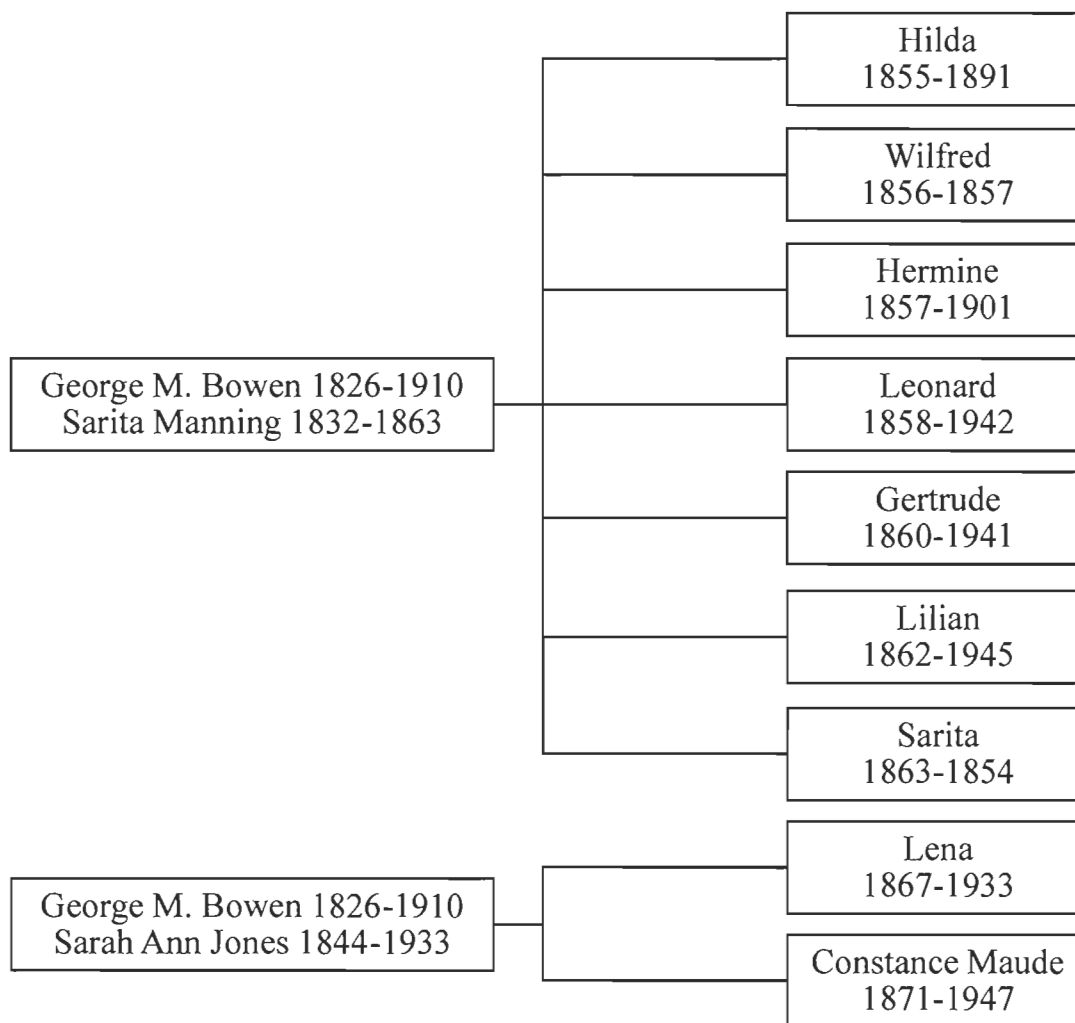 Hilda
1855-1891
Wilfred
1856-1857
Hermine
1857-1901
George M. Bowen 1826-1910
Sarita Manning 1832-1863
Leonard
1858-1942
Gertrude
1860-1941
Lilian
1862-1945
Sarita
1863-1854
Lena
1867-1933
George M. Bowen 1826-1910
Sarah Ann Jones 1844-1933
Constance Maude
1871-1947